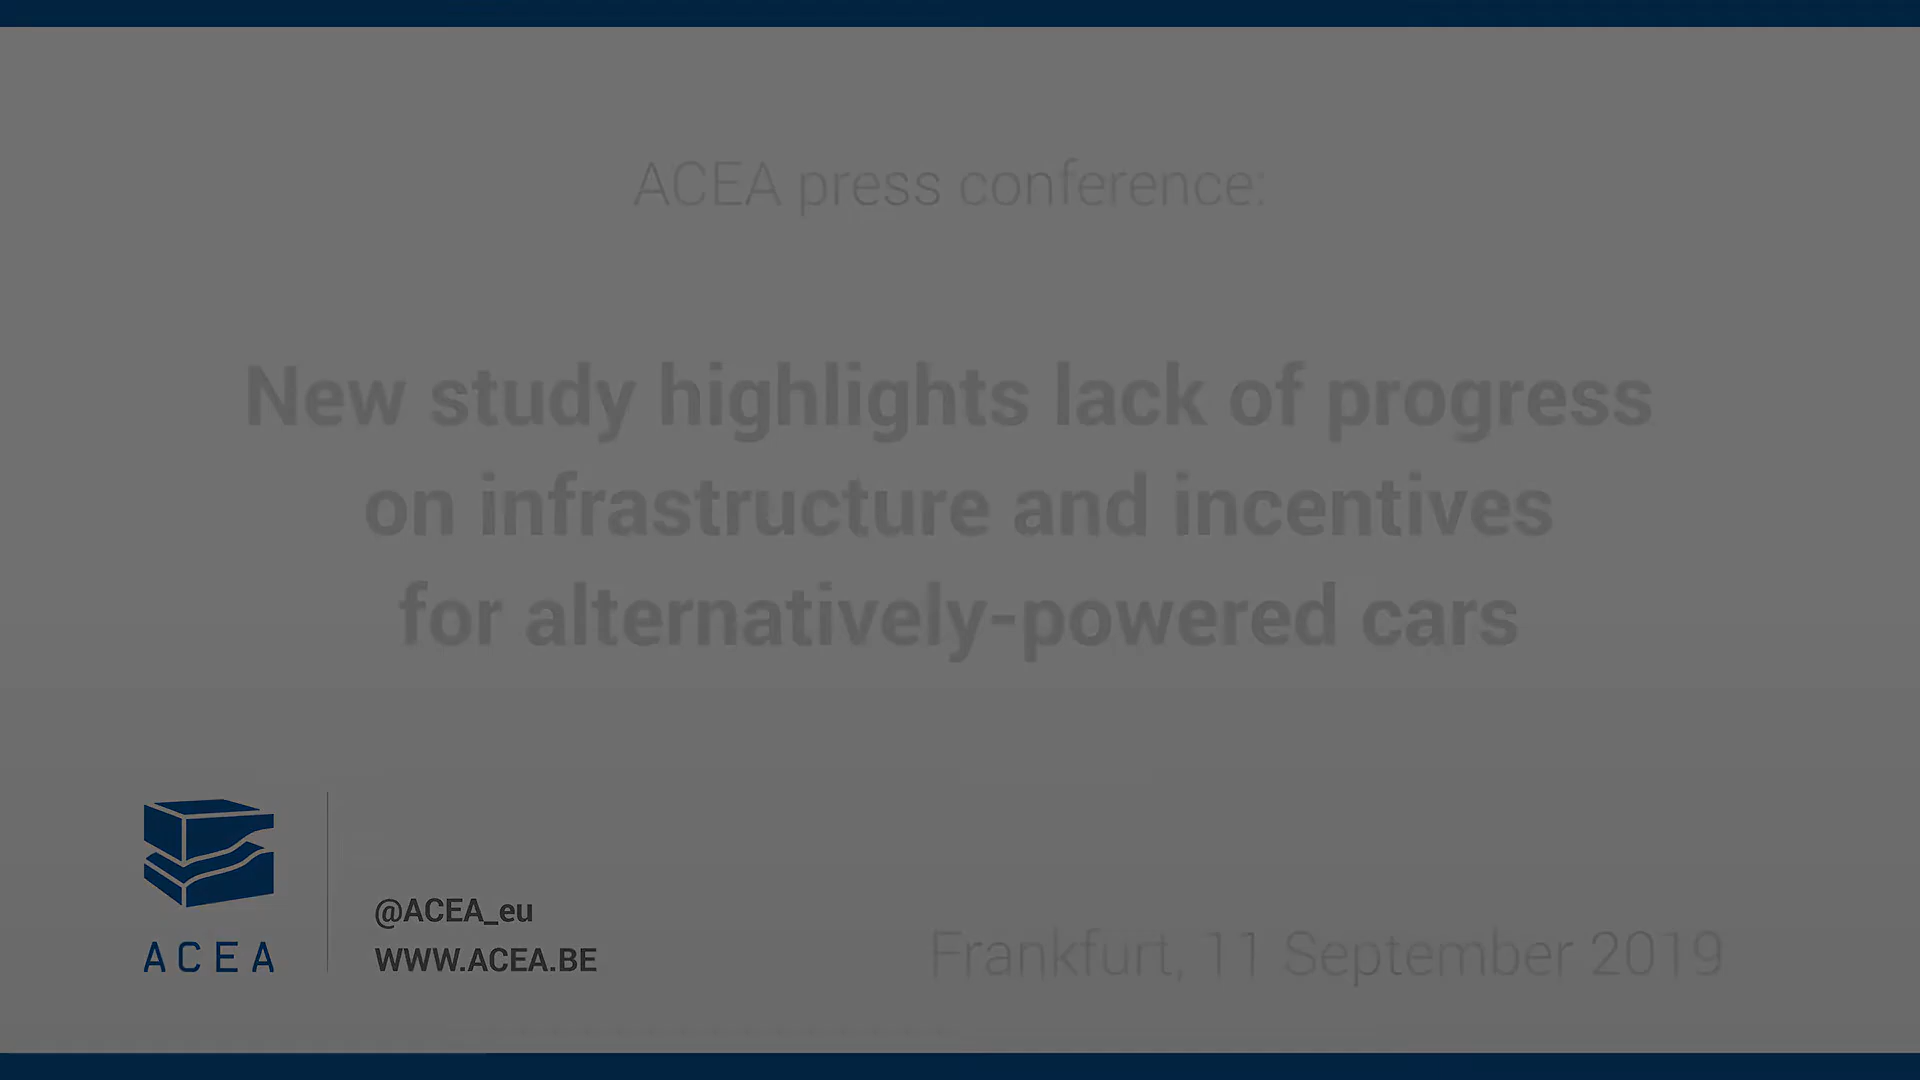 ACEA press conference:
New study highlights lack of progress
on infrastructure and incentives
for alternatively-powered cars
ACEA
@ACEA_eu
WWW.ACEA.BE
Frankfurt, 11 September 2019